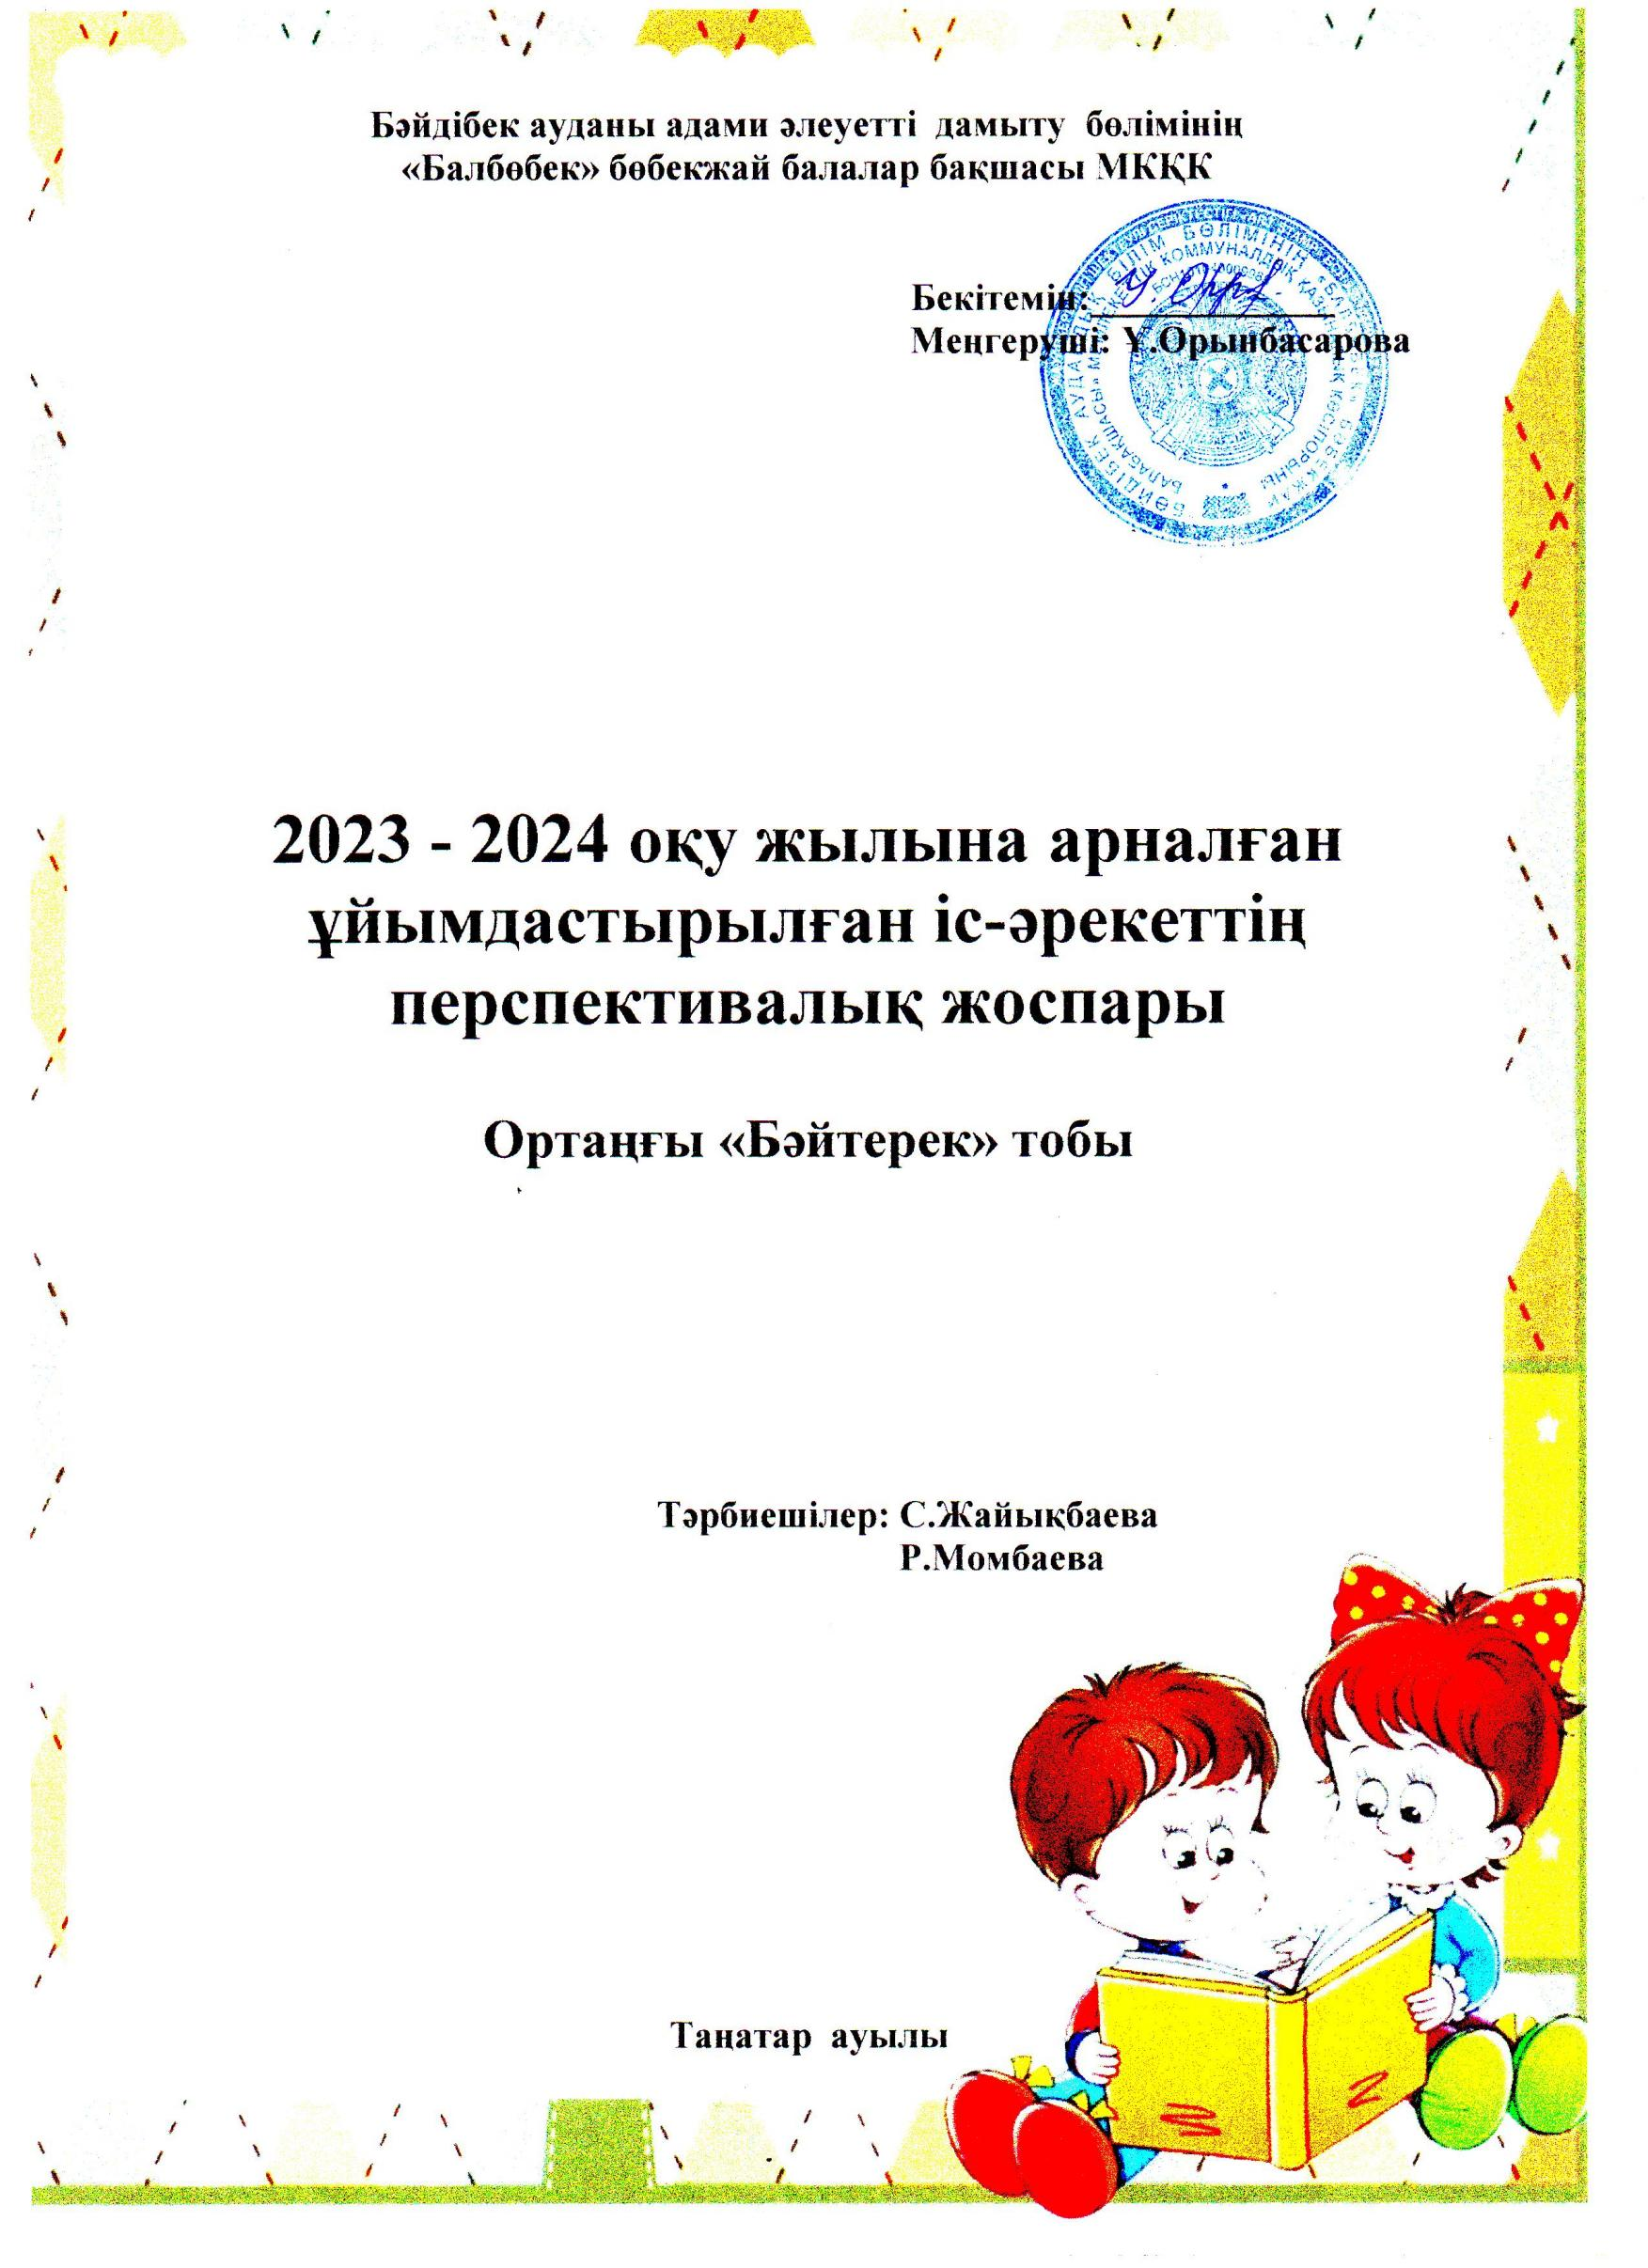 Бәйдібек ауданы адами әлеуетті дамыту бөлімінің
«Балбөбек» бөбекжай балалар бақшасы МКҚК
Бекітемін:
Меңгеруші: Ұ.Орынбасарова
2023 - 2024 оқу жылына арналған
ұйымдастырылған іс-әрекеттің
перспективалық жоспары
Ортаңғы «Бәйтерек» тобы
Тәрбиешілер: С.Жайықбаева
Р.Момбаева
Таңатар ауылы